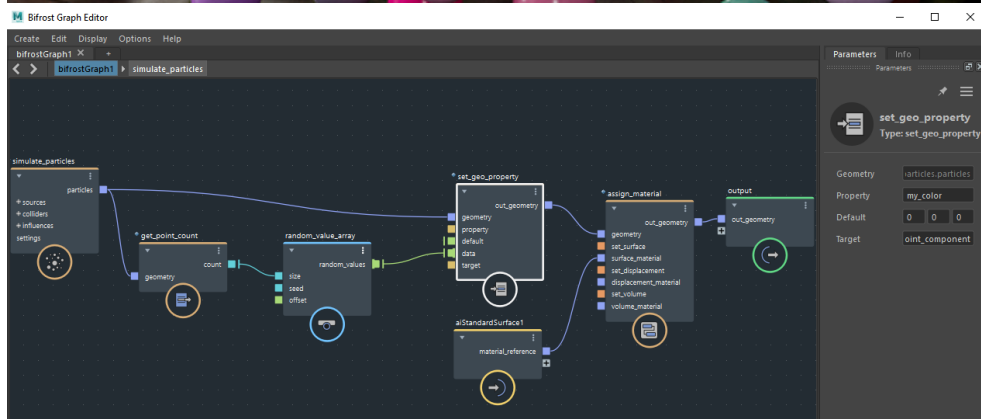 Bifrost Graph Editor
Create Edit Display Options Help
bifrostGraph1 × +
bifrostGraph1 simulate_particles
simulate_particles
particles
+ sources
+ colliders
+ influences
settings
get_point_count
count
geometry
random_value_array
random_values
size
seed
offset
* set_geo_property
out_geometry
geometry
property
default
data
target
aiStandardSurface1
material_reference
* assign_material
out_geometry
geometry
set_surface
surface_material
set_displacement
displacement_material
set_volume
volume_material
output
out_geometry
Parameters Info
Parameters
set_geo_property
Type: set_geo_property
Geometry articles.particles
Property my_color
Default 0 0 0
Target oint_component